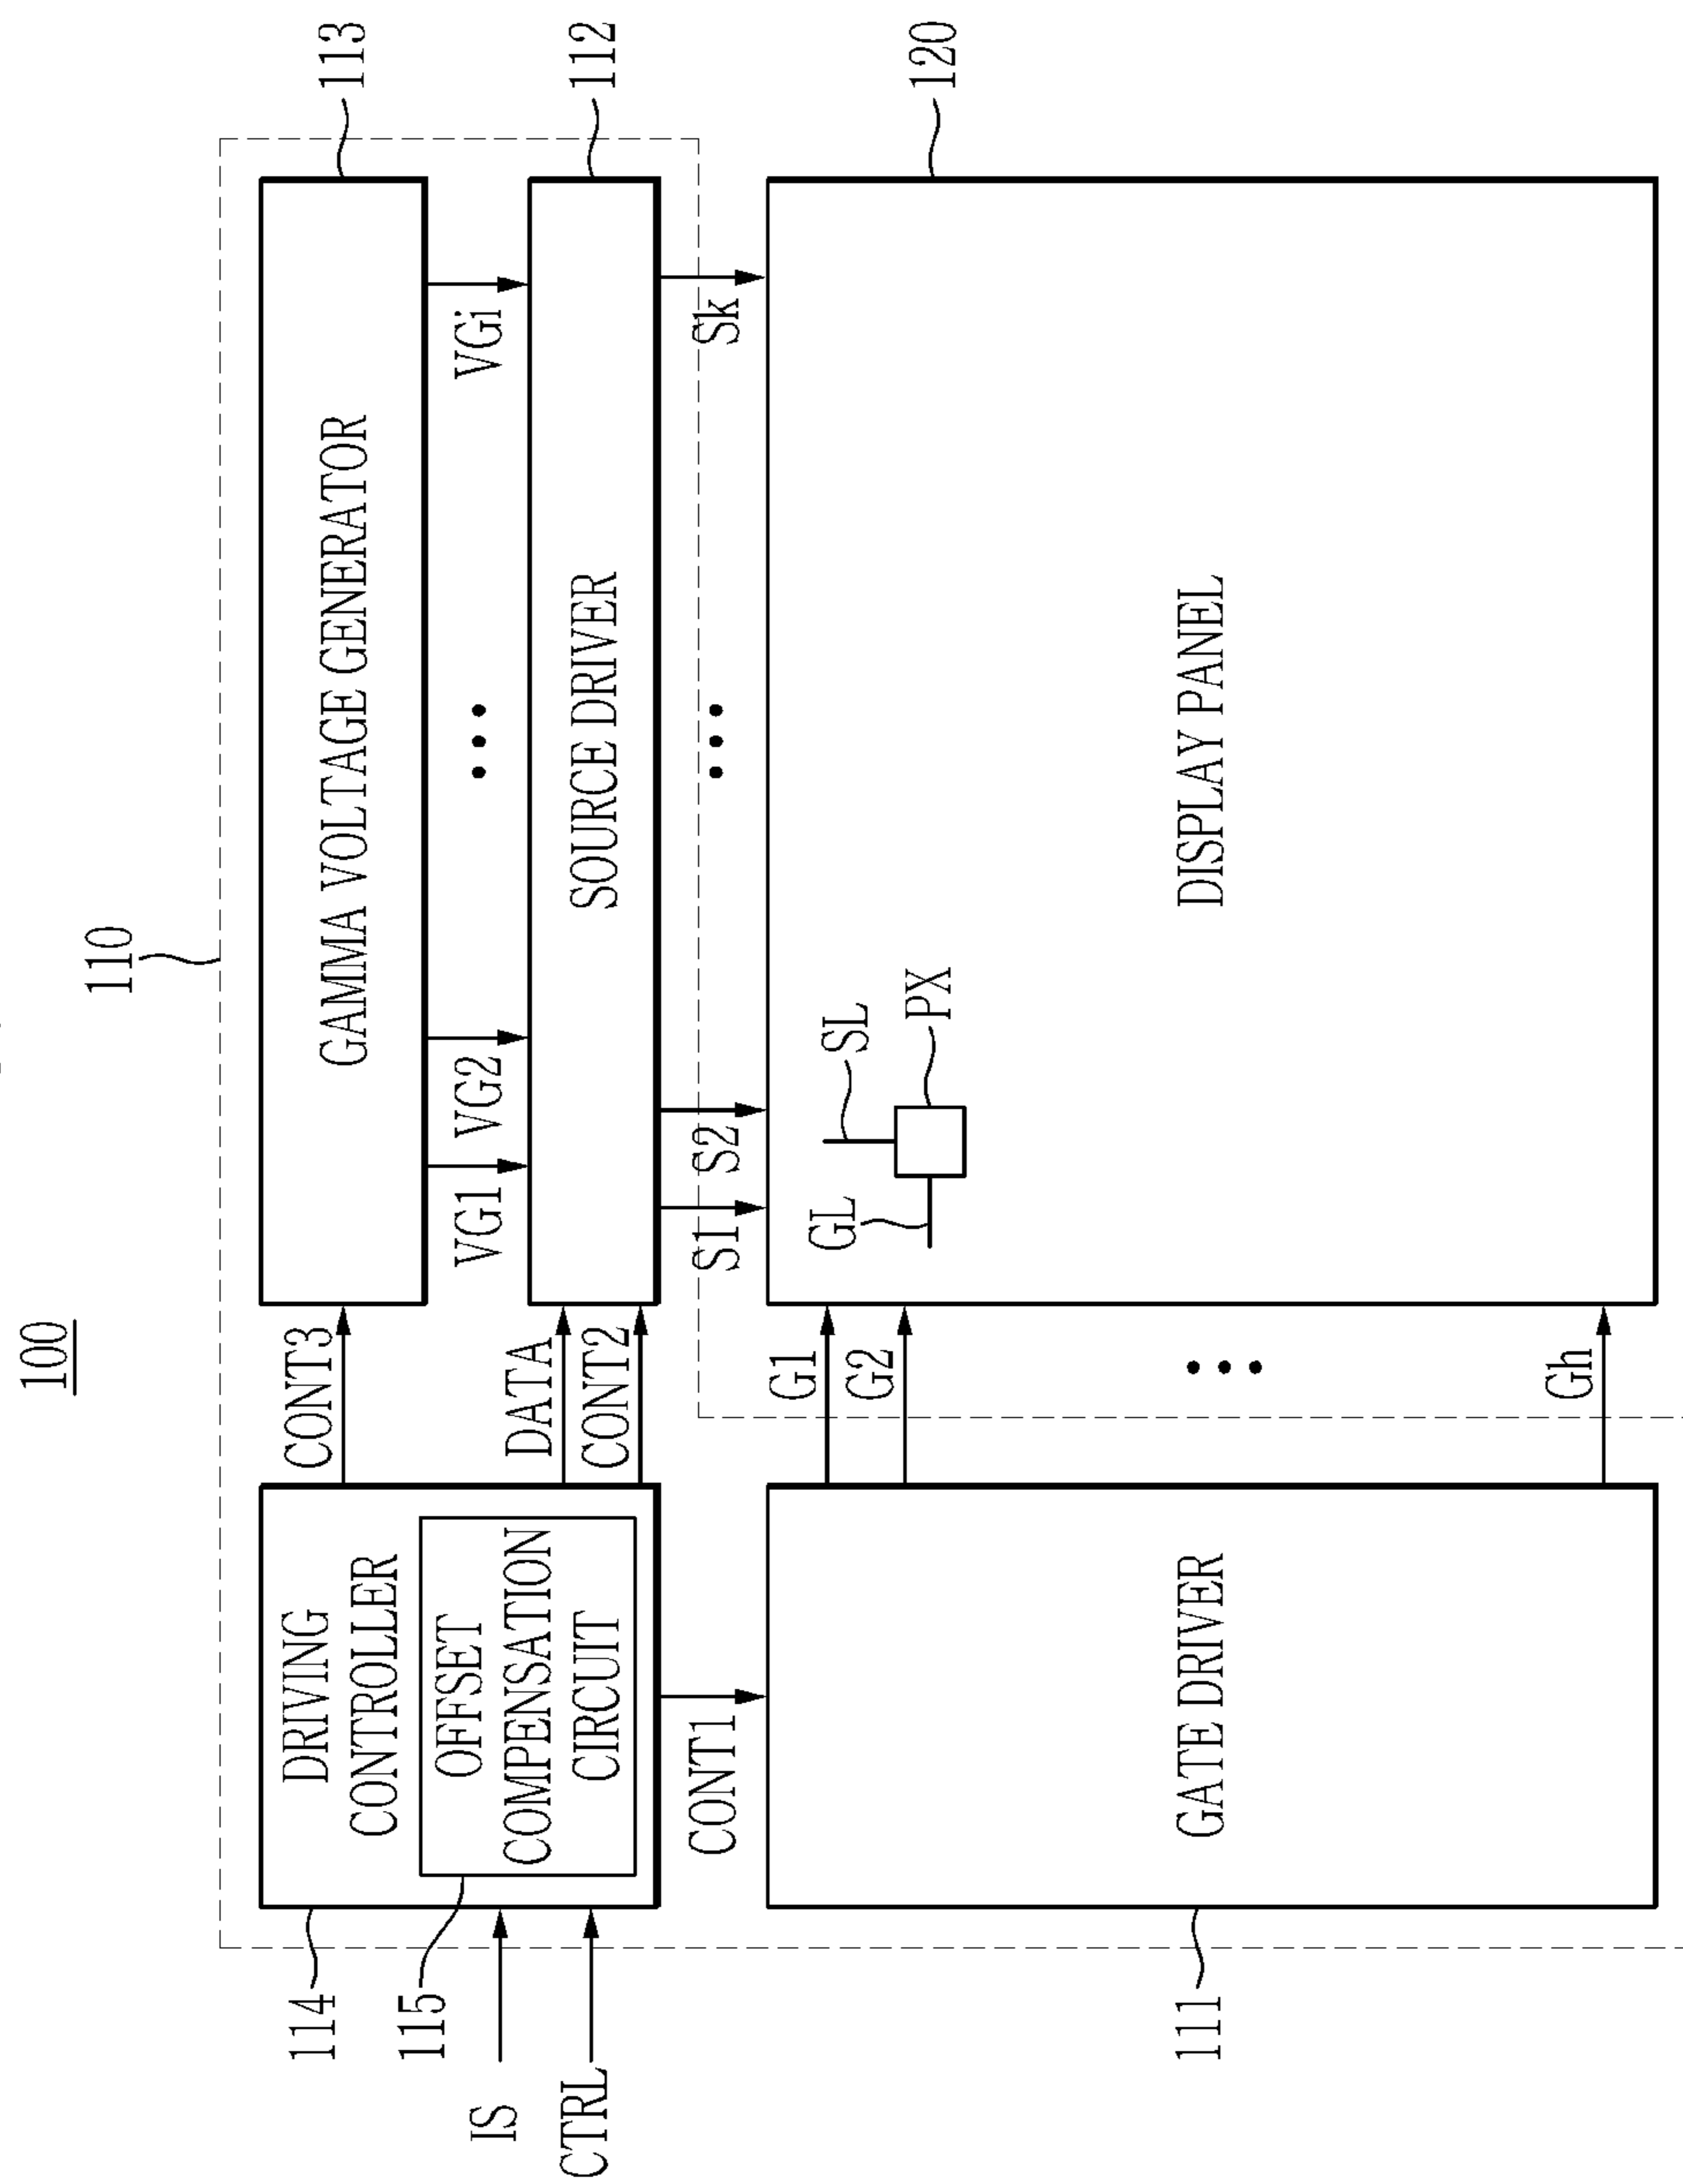 100
110
114
DRIVING
CONTROLLER
115
OFFSET
COMPENSATION
CIRCUIT
IS
CTRL
CONT3
DATA
CONT2
CONT1
GAMMA VOLTAGE GENERATOR
113
VG1
VG2
VGi
SOURCE DRIVER
112
S1
S2
Sk
111
GATE DRIVER
G1
G2
Gh
GL
SL
PX
DISPLAY PANEL
120